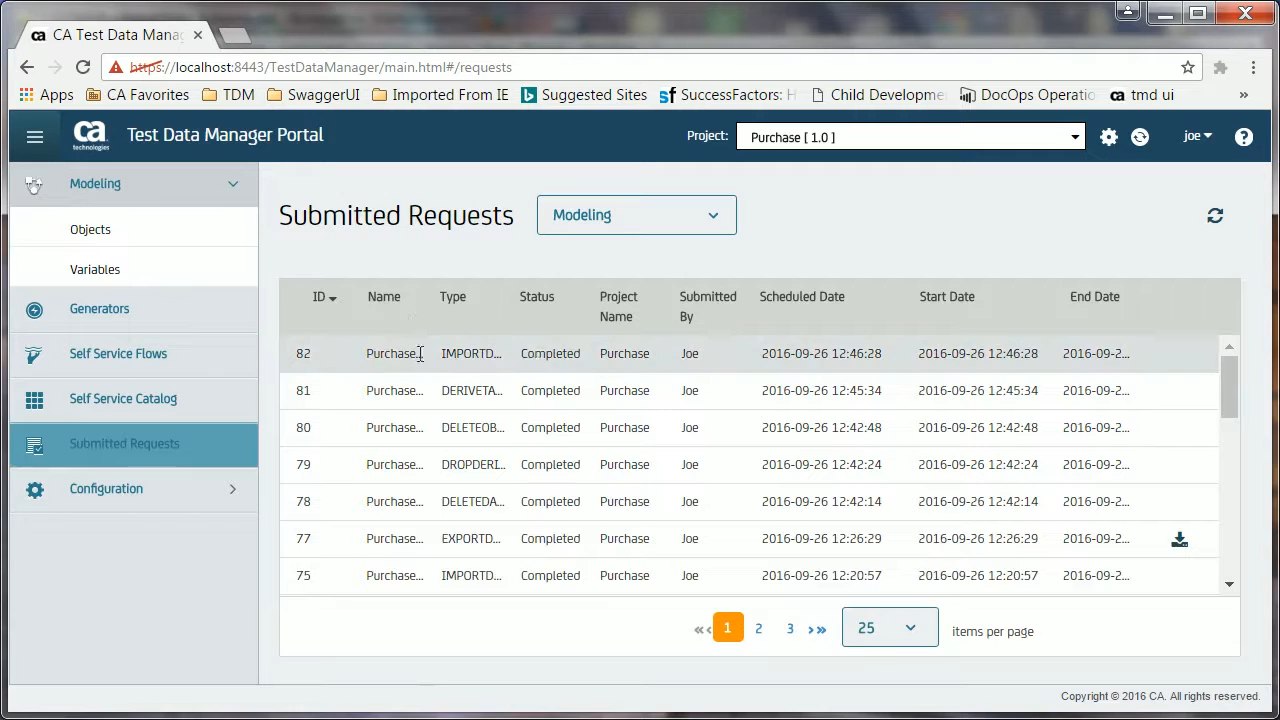 CA Test Data Mana
https://localhost:8443/TestDataManager/main.html#/requests
Apps CA Favorites TDM SwaggerUI Imported From IE Suggested Sites SuccessFactors: H Child Developme DocOps Operatio tmd ui »
ca technologies Test Data Manager Portal Project: Purchase [ 1.0 ] joe
Modeling
Objects
Variables
Generators
Self Service Flows
Self Service Catalog
Submitted Requests
Configuration
Submitted Requests Modeling
ID Name Type Status Project Name Submitted By Scheduled Date Start Date End Date
82 Purchase... IMPORTD... Completed Purchase Joe 2016-09-26 12:46:28 2016-09-26 12:46:28 2016-09-2...
81 Purchase... DERIVETA... Completed Purchase Joe 2016-09-26 12:45:34 2016-09-26 12:45:34 2016-09-2...
80 Purchase... DELETEOB... Completed Purchase Joe 2016-09-26 12:42:48 2016-09-26 12:42:48 2016-09-2...
79 Purchase... DROPDERI... Completed Purchase Joe 2016-09-26 12:42:24 2016-09-26 12:42:24 2016-09-2...
78 Purchase... DELETEDA... Completed Purchase Joe 2016-09-26 12:42:14 2016-09-26 12:42:14 2016-09-2...
77 Purchase... EXPORTD... Completed Purchase Joe 2016-09-26 12:26:29 2016-09-26 12:26:29 2016-09-2...
75 Purchase... IMPORTD... Completed Purchase Joe 2016-09-26 12:20:57 2016-09-26 12:20:57 2016-09-2...
«‹ 1 2 3 ›» 25 items per page
Copyright © 2016 CA. All rights reserved.